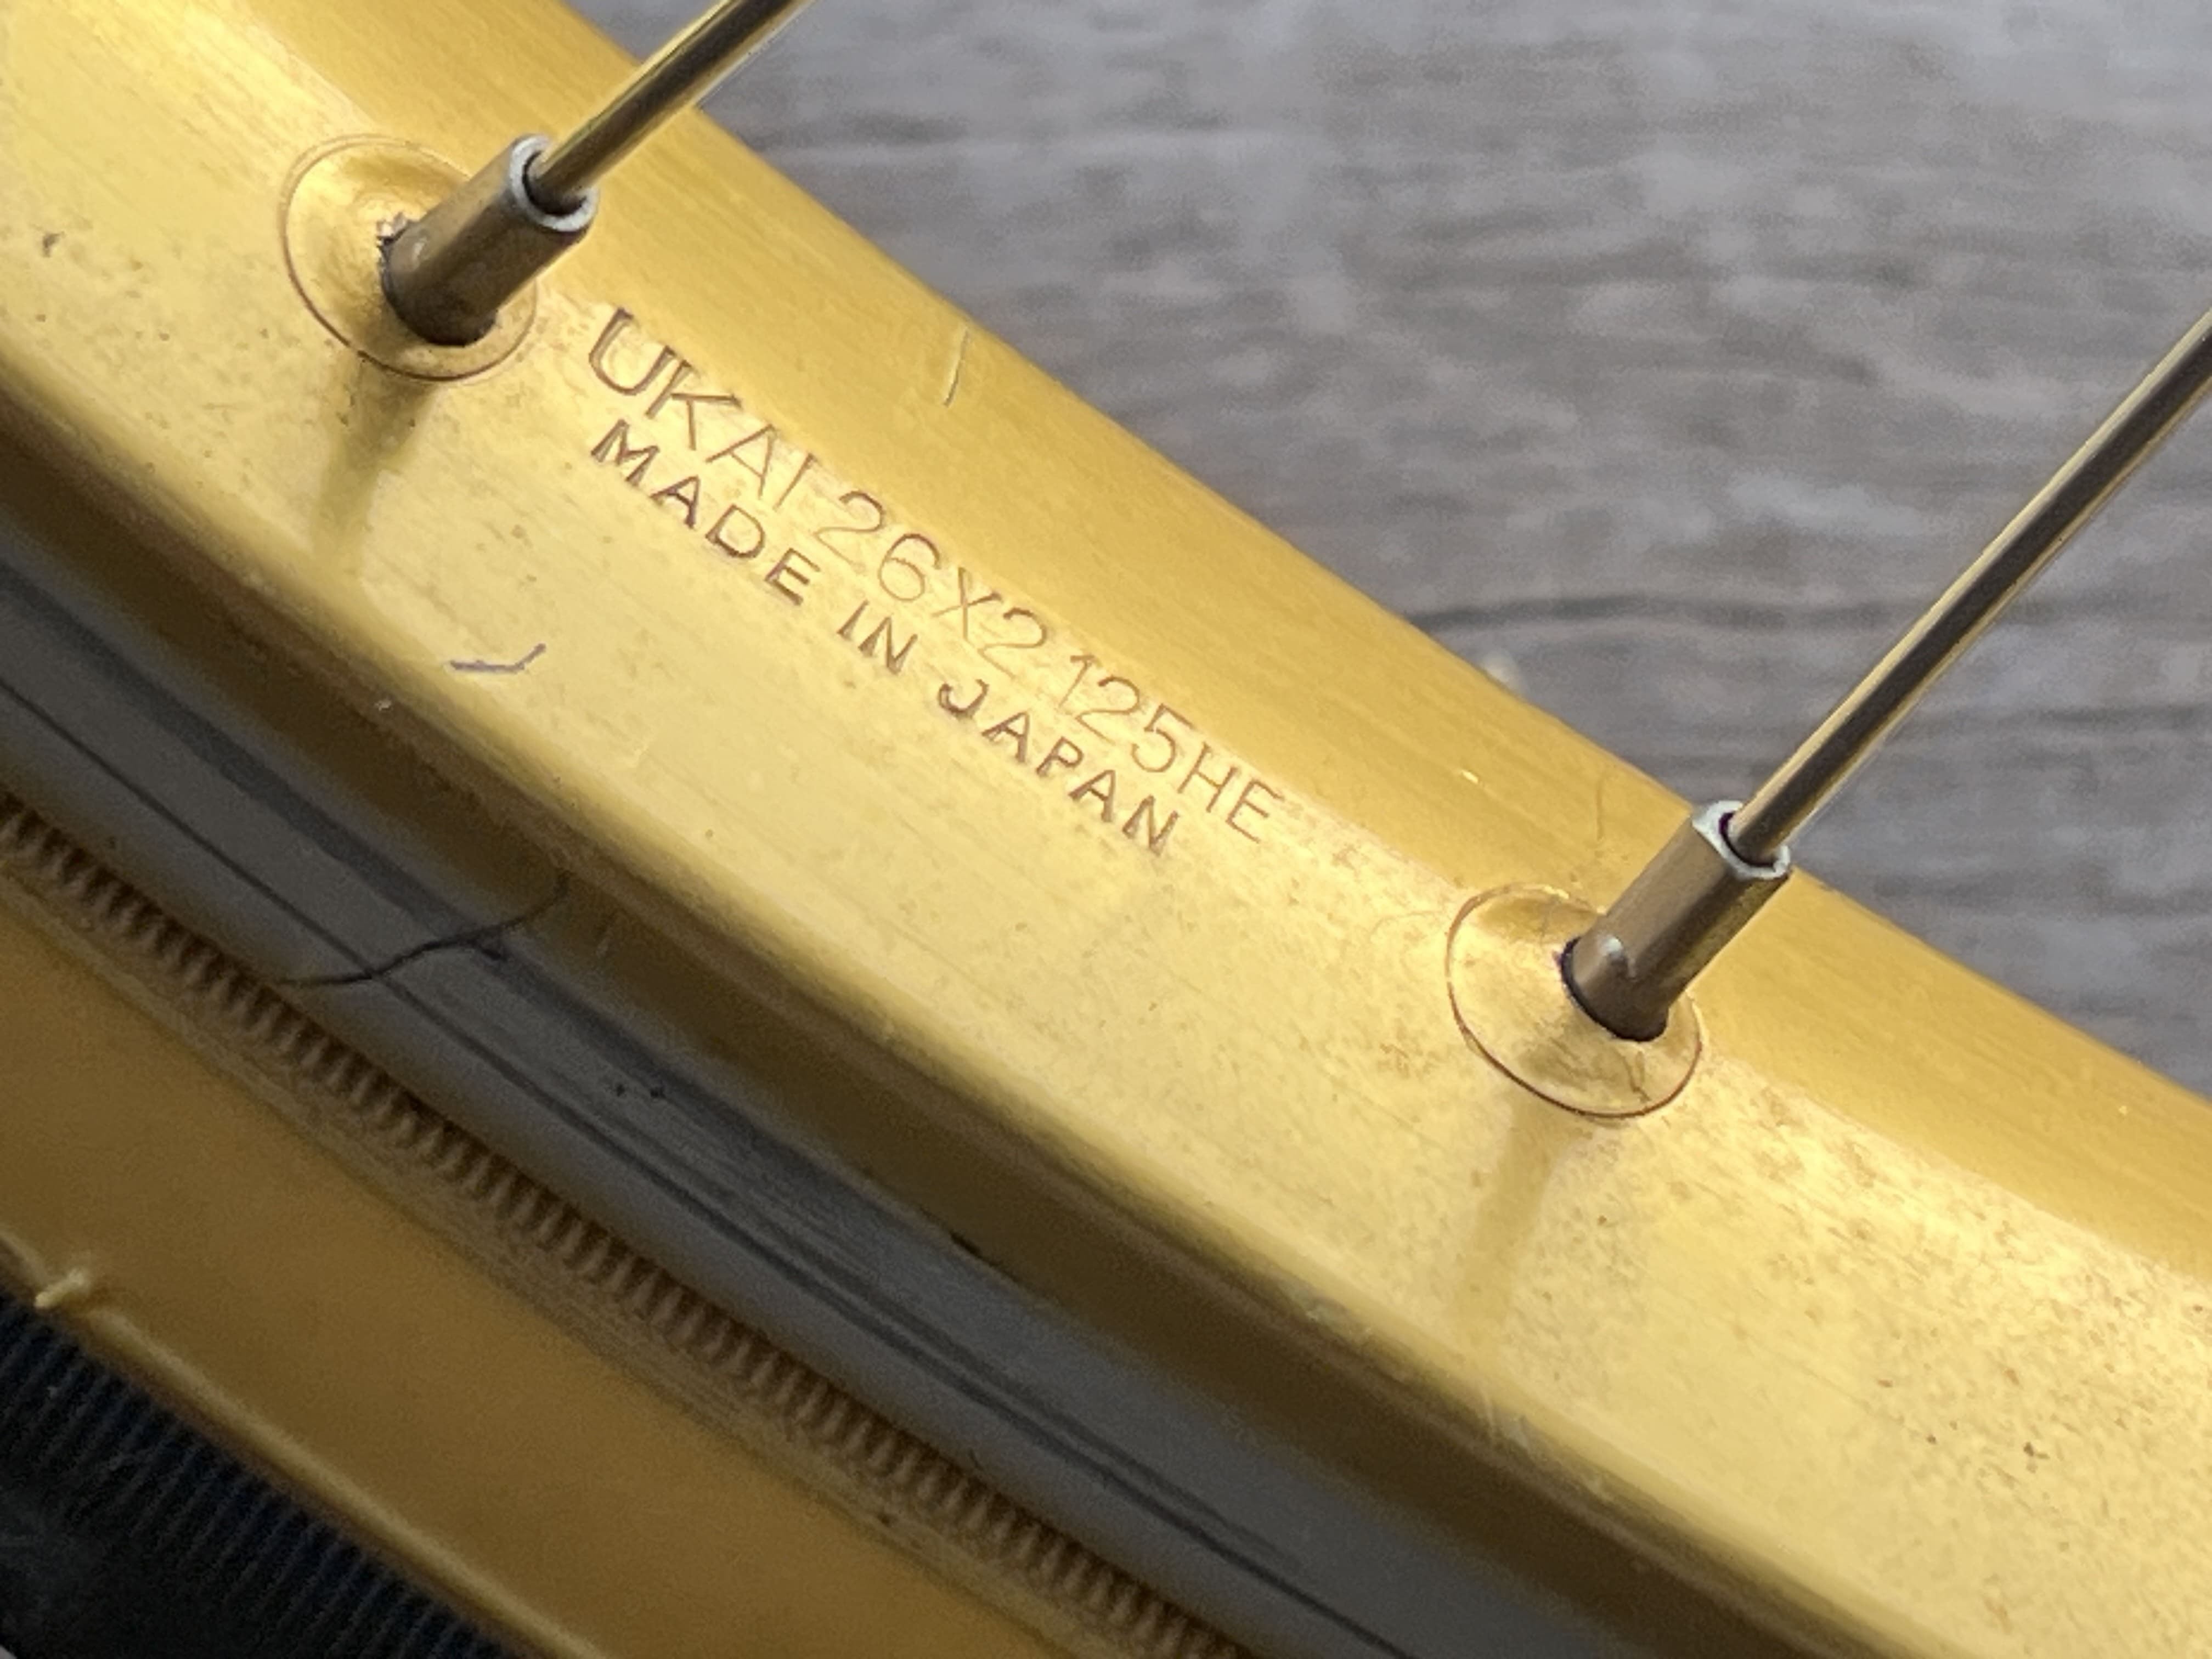 UKAI 26X2.125HE
MADE IN JAPAN